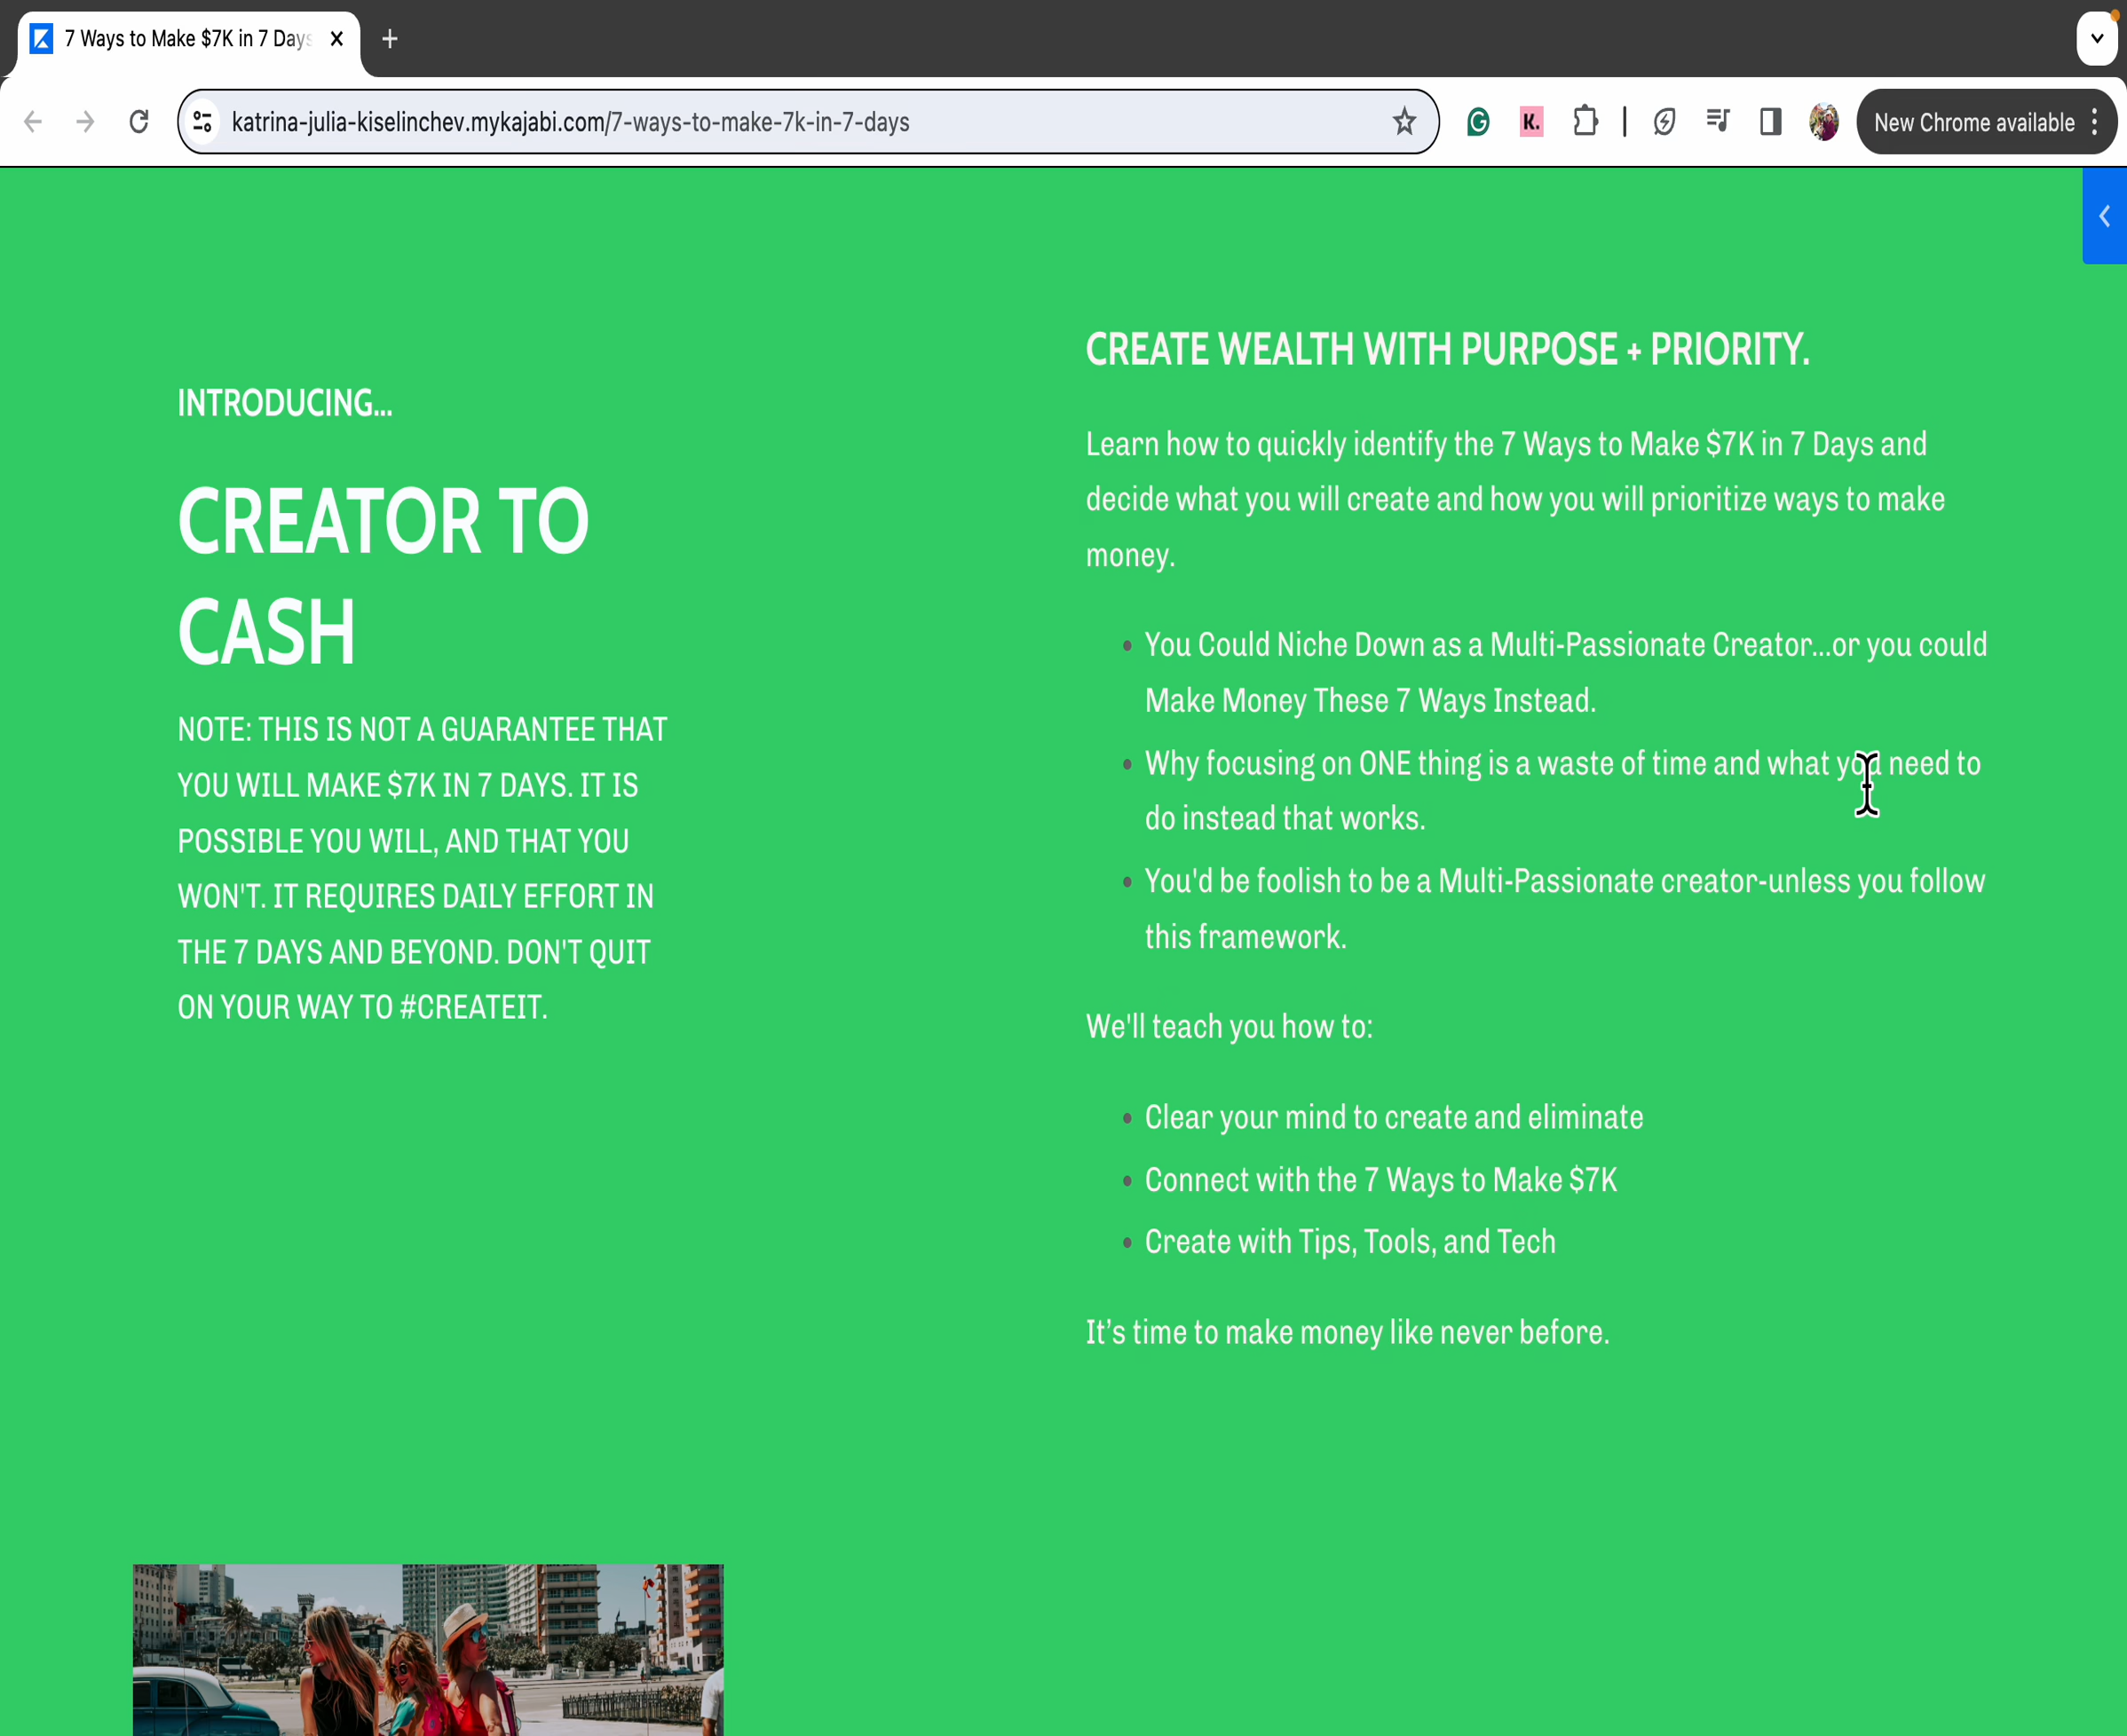 7 Ways to Make $7K in 7 Days
katrina-julia-kiselinchev.mykajabi.com/7-ways-to-make-7k-in-7-days
K.
New Chrome available
INTRODUCING...
CREATOR TO
CASH
NOTE: THIS IS NOT A GUARANTEE THAT
YOU WILL MAKE $7K IN 7 DAYS. IT IS
POSSIBLE YOU WILL, AND THAT YOU
WON'T. IT REQUIRES DAILY EFFORT IN
THE 7 DAYS AND BEYOND. DON'T QUIT
ON YOUR WAY TO #CREATEIT.
CREATE WEALTH WITH PURPOSE + PRIORITY.
Learn how to quickly identify the 7 Ways to Make $7K in 7 Days and
decide what you will create and how you will prioritize ways to make
money.
You Could Niche Down as a Multi-Passionate Creator...or you could
Make Money These 7 Ways Instead.
Why focusing on ONE thing is a waste of time and what you need to
do instead that works.
You'd be foolish to be a Multi-Passionate creator-unless you follow
this framework.
We'll teach you how to:
Clear your mind to create and eliminate
Connect with the 7 Ways to Make $7K
Create with Tips, Tools, and Tech
It's time to make money like never before.